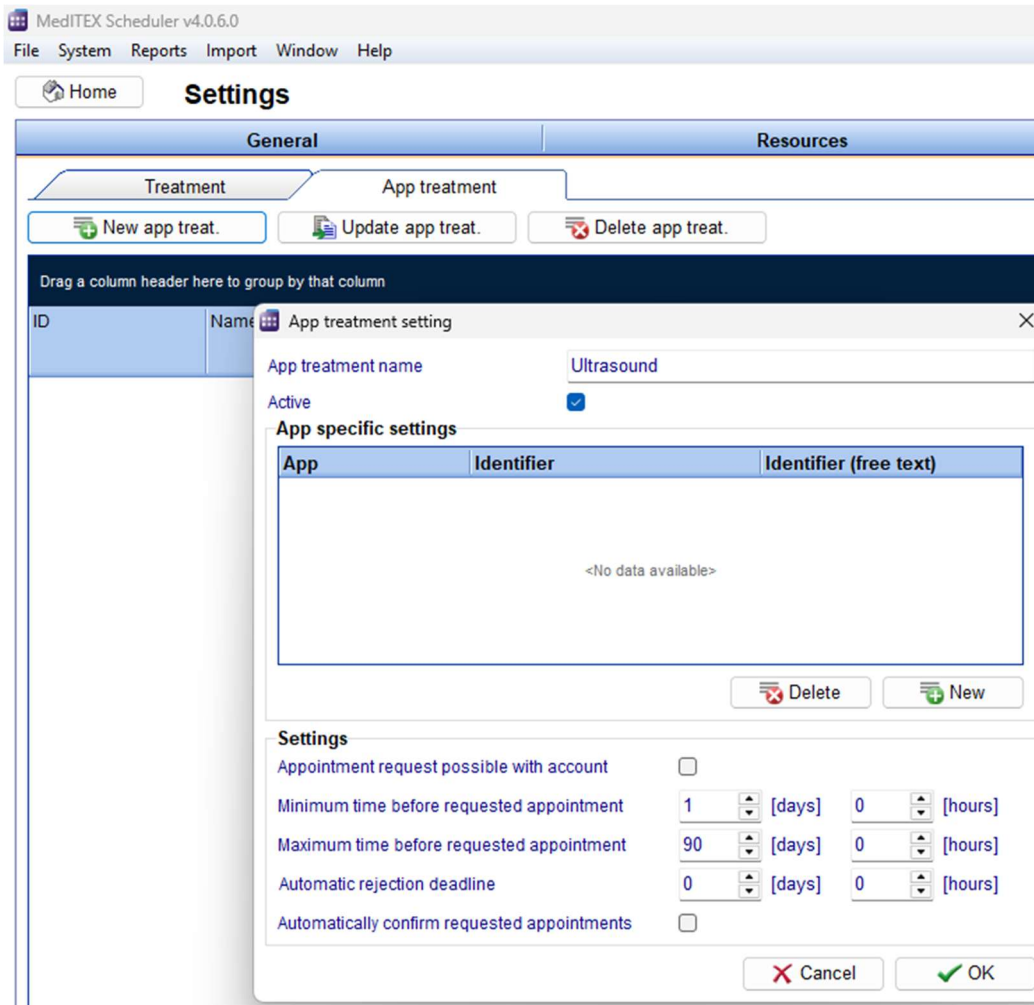 MedITEX Scheduler v4.0.6.0
File System Reports Import Window Help
Home Settings
General Resources
Treatment App treatment
New app treat. Update app treat. Delete app treat.
Drag a column header here to group by that column
ID Name App treatment setting
App treatment name Ultrasound
Active
App specific settings
App Identifier Identifier (free text)
<No data available>
Delete New
Settings
Appointment request possible with account
Minimum time before requested appointment 1 [days] 0 [hours]
Maximum time before requested appointment 90 [days] 0 [hours]
Automatic rejection deadline 0 [days] 0 [hours]
Automatically confirm requested appointments
Cancel OK